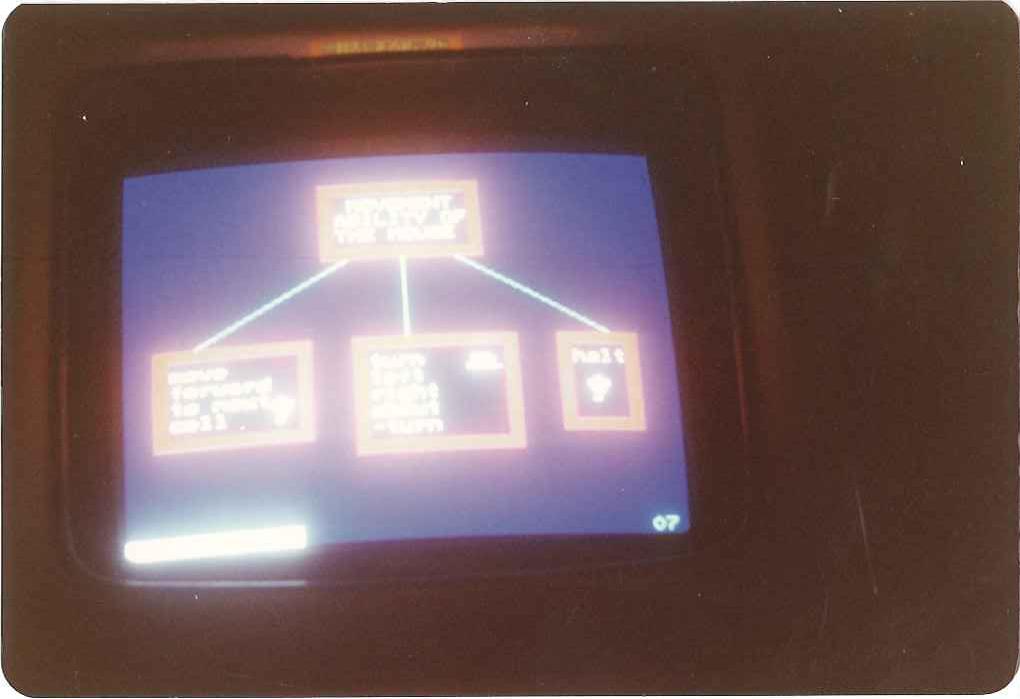 MOVEMENT
ABILITY OF
THE MOUSE
move
forward
to next
cell
turn
left
right
about
-turn
halt
07